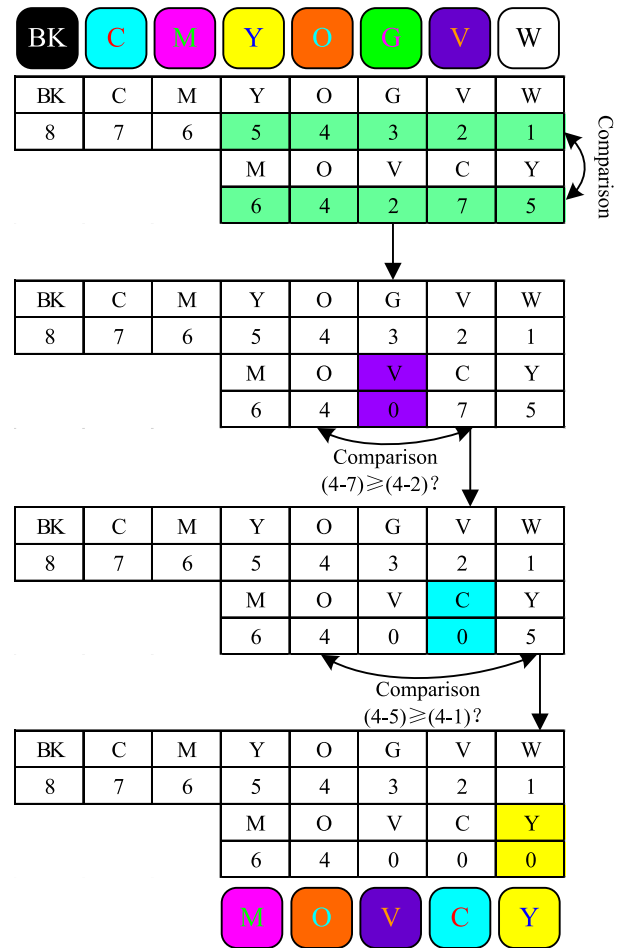 BK C M Y O G V W
BK C M Y O G V W
8 7 6 5 4 3 2 1
M O V C Y
6 4 2 7 5
Comparison
BK C M Y O G V W
8 7 6 5 4 3 2 1
M O V C Y
6 4 0 7 5
Comparison
(4-7)≥(4-2)?
BK C M Y O G V W
8 7 6 5 4 3 2 1
M O V C Y
6 4 0 0 5
Comparison
(4-5)≥(4-1)?
BK C M Y O G V W
8 7 6 5 4 3 2 1
M O V C Y
6 4 0 0 0
M O V C Y